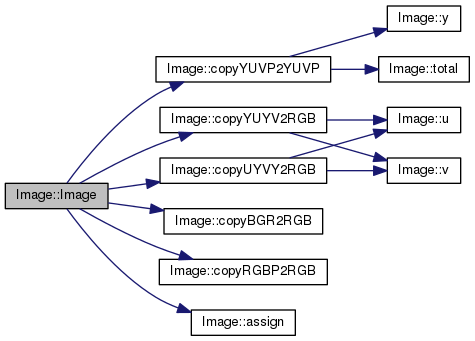 Image::y
Image::copyYUVP2YUVP
Image::total
Image::copyYUYV2RGB
Image::u
Image::copyUYVY2RGB
Image::v
Image::Image
Image::copyBGR2RGB
Image::copyRGBP2RGB
Image::assign